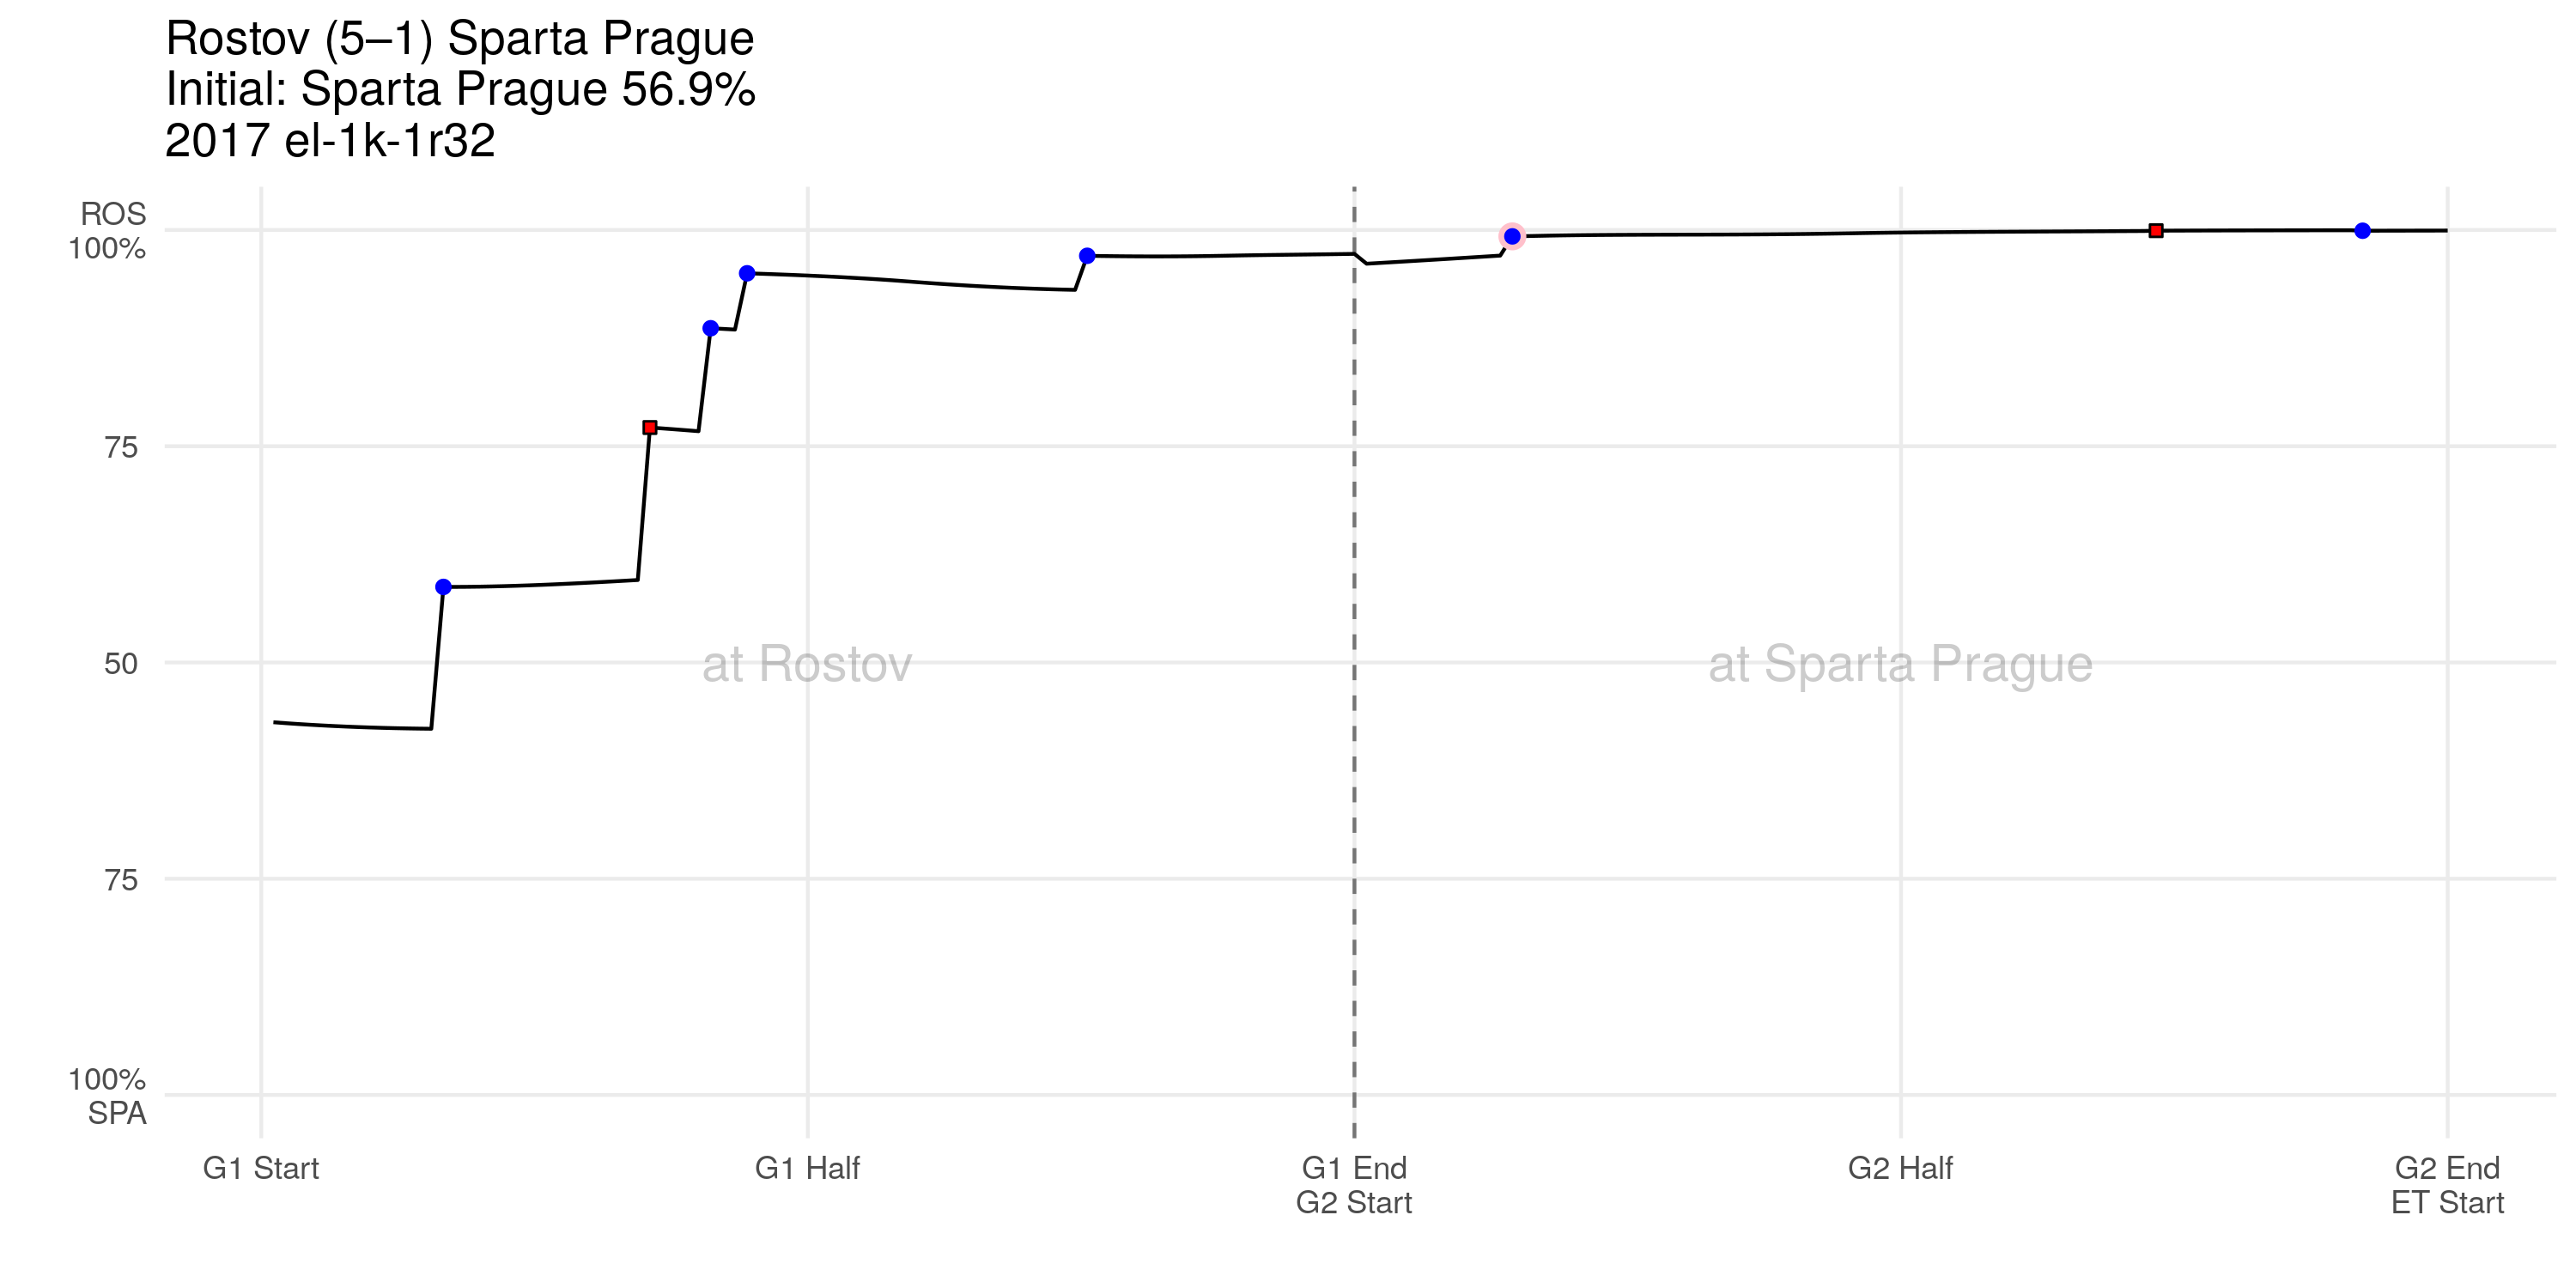 Rostov (5–1) Sparta Prague
Initial: Sparta Prague 56.9%
2017 el-1k-1r32
ROS
100%
75
50
75
100%
SPA
at Rostov
at Sparta Prague
G1 Start
G1 Half
G1 End
G2 Start
G2 Half
G2 End
ET Start